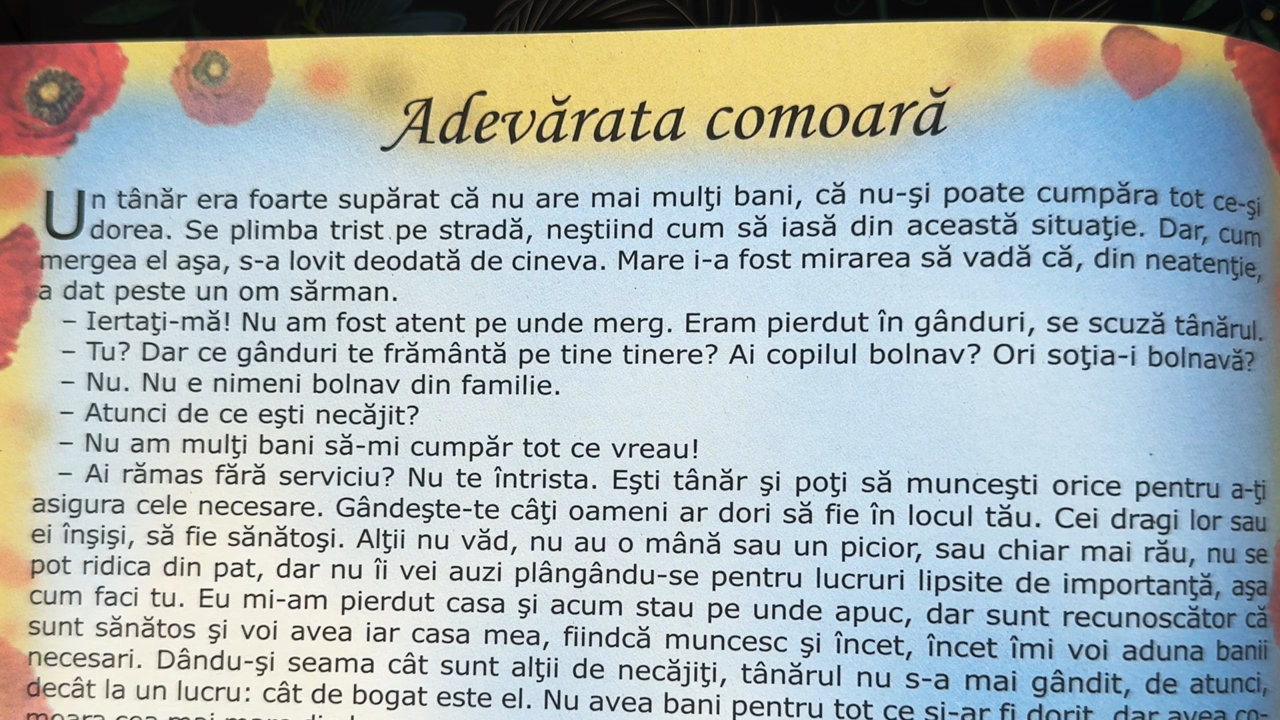 Adevărata comoară
Un tânăr era foarte supărat că nu are mai mulţi bani, că nu-şi poate cumpăra tot ce-şi
dorea. Se plimba trist pe stradă, neştiind cum să iasă din această situaţie. Dar, cum
mergea el aşa, s-a lovit deodată de cineva. Mare i-a fost mirarea să vadă că, din neatenţie,
a dat peste un om sărman.
– Iertaţi-mă! Nu am fost atent pe unde merg. Eram pierdut în gânduri, se scuză tânărul.
– Tu? Dar ce gânduri te frământă pe tine tinere? Ai copilul bolnav? Ori soţia-i bolnavă?
– Nu. Nu e nimeni bolnav din familie.
– Atunci de ce eşti necăjit?
– Nu am mulţi bani să-mi cumpăr tot ce vreau!
– Ai rămas fără serviciu? Nu te întrista. Eşti tânăr şi poţi să munceşti orice pentru a-ţi
asigura cele necesare. Gândeşte-te câţi oameni ar dori să fie în locul tău. Cei dragi lor sau
ei înşişi, să fie sănătoşi. Alţii nu văd, nu au o mână sau un picior, sau chiar mai rău, nu se
pot ridica din pat, dar nu îi vei auzi plângându-se pentru lucruri lipsite de importanţă, aşa
cum faci tu. Eu mi-am pierdut casa şi acum stau pe unde apuc, dar sunt recunoscător că
sunt sănătos şi voi avea iar casa mea, fiindcă muncesc şi încet, încet îmi voi aduna banii
necesari. Dându-şi seama cât sunt alţii de necăjiţi, tânărul nu s-a mai gândit, de atunci,
decât la un lucru: cât de bogat este el. Nu avea bani pentru tot ce şi-ar fi dorit, dar avea co-